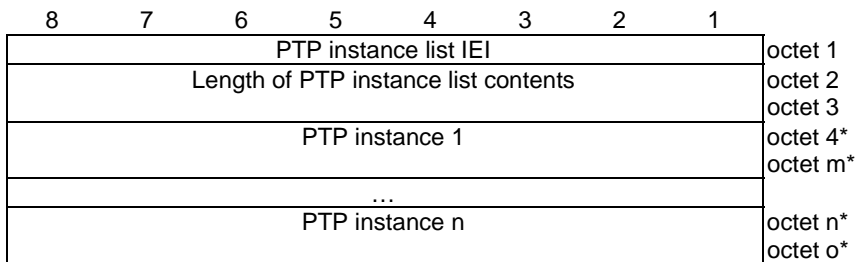 8 7 6 5 4 3 2 1
PTP instance list IEI octet 1
Length of PTP instance list contents octet 2
octet 3
PTP instance 1 octet 4*
octet m*
…
PTP instance n octet n*
octet o*